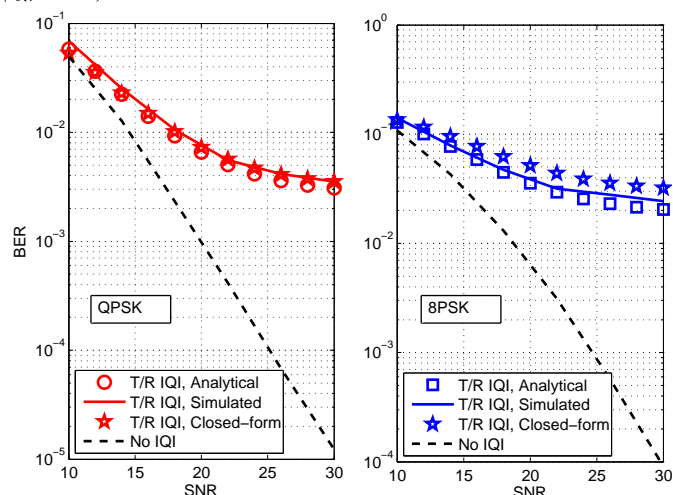 10^-1
10^-2
10^-3
10^-4
10^-5
BER
10 15 20 25 30
SNR
QPSK
T/R IQI, Analytical
T/R IQI, Simulated
T/R IQI, Closed−form
No IQI
10^0
10^-1
10^-2
10^-3
10^-4
10 15 20 25 30
SNR
8PSK
T/R IQI, Analytical
T/R IQI, Simulated
T/R IQI, Closed−form
No IQI